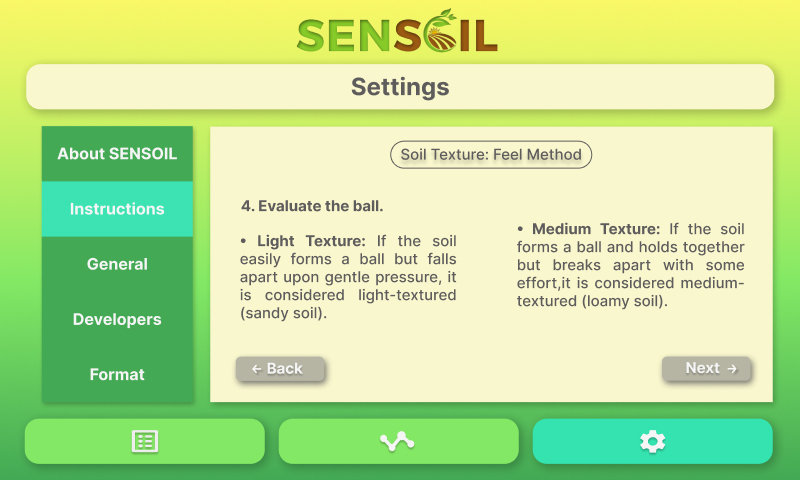 SENSOIL
Settings
About SENSOIL
Instructions
General
Developers
Format
Soil Texture: Feel Method
4. Evaluate the ball.
• Light Texture: If the soil
easily forms a ball but falls
apart upon gentle pressure, it
is considered light-textured
(sandy soil).
• Medium Texture: If the soil
forms a ball and holds together
but breaks apart with some
effort,it is considered medium-
textured (loamy soil).
← Back
Next →